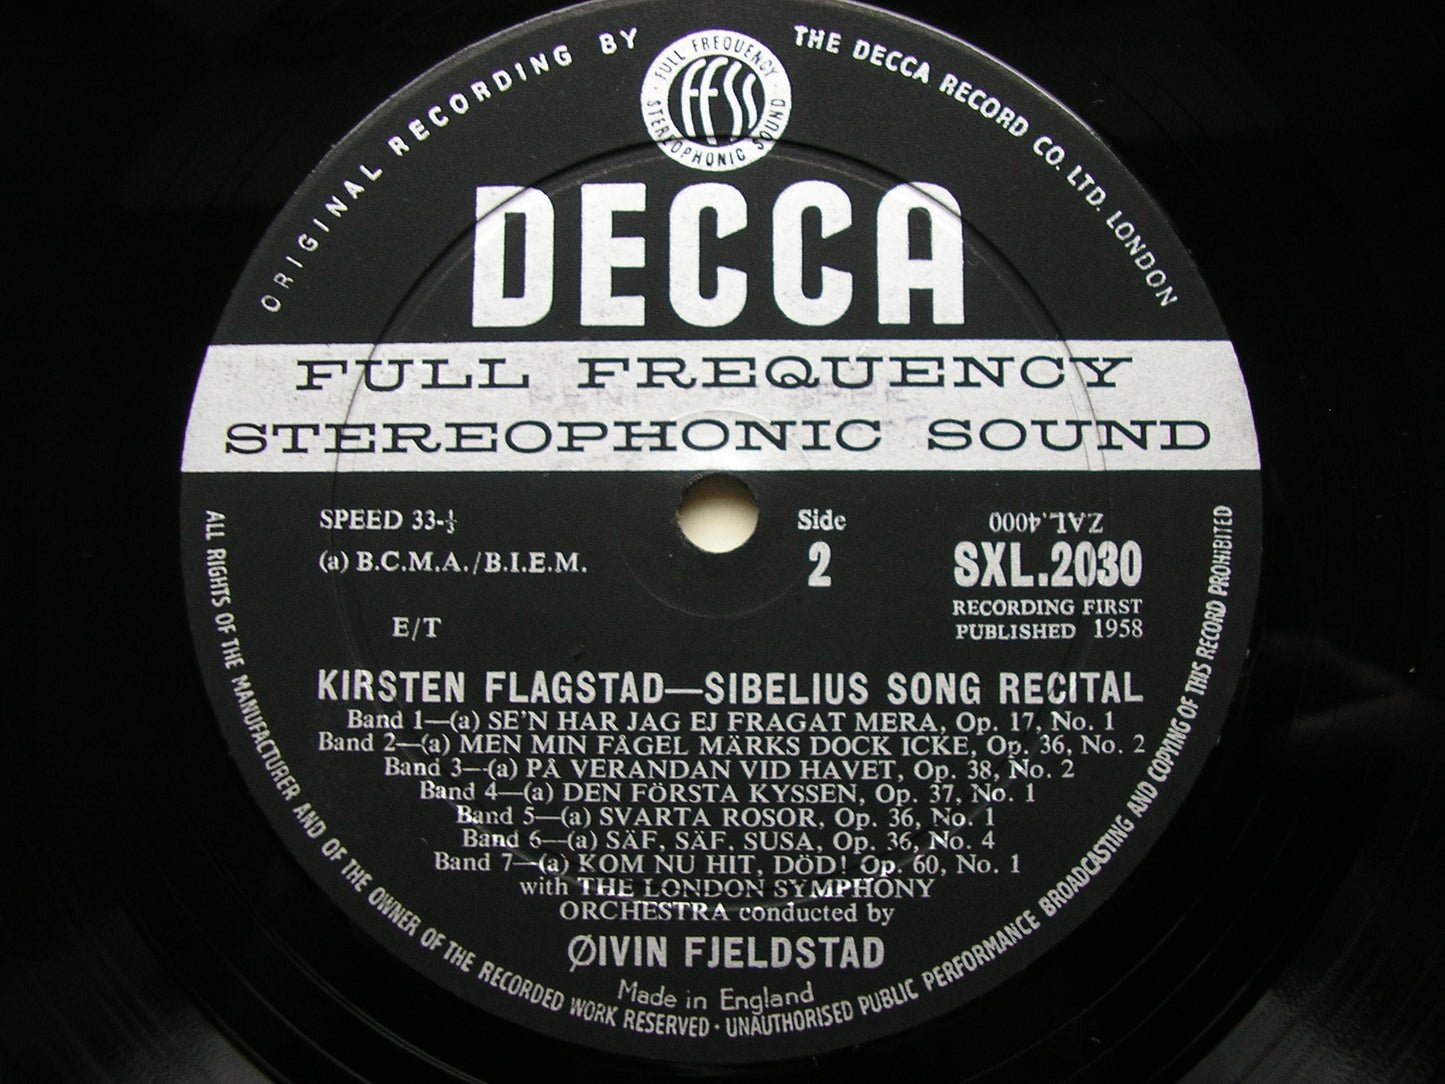 ORIGINAL RECORDING BY THE DECCA RECORD CO. LTD. LONDON
FULL FREQUENCY
FFSS
STEREOPHONIC SOUND
DECCA
FULL FREQUENCY
STEREOPHONIC SOUND
SPEED 33-⅓
(a) B.C.M.A./B.I.E.M.
E/T
Side
2
ZAL.4000
SXL.2030
RECORDING FIRST
PUBLISHED 1958
KIRSTEN FLAGSTAD—SIBELIUS SONG RECITAL
Band 1—(a) SE'N HAR JAG EJ FRAGAT MERA, Op. 17, No. 1
Band 2—(a) MEN MIN FÅGEL MÄRKS DOCK ICKE, Op. 36, No. 2
Band 3—(a) PÅ VERANDAN VID HAVET, Op. 38, No. 2
Band 4—(a) DEN FÖRSTA KYSSEN, Op. 37, No. 1
Band 5—(a) SVARTA ROSOR, Op. 36, No. 1
Band 6—(a) SÄF, SÄF, SUSA, Op. 36, No. 4
Band 7—(a) KOM NU HIT, DÖD! Op. 60, No. 1
with THE LONDON SYMPHONY
ORCHESTRA conducted by
ØIVIN FJELDSTAD
Made in England
ALL RIGHTS OF THE MANUFACTURER AND OF THE OWNER OF THE RECORDED WORK RESERVED · UNAUTHORISED PUBLIC PERFORMANCE BROADCASTING AND COPYING OF THIS RECORD PROHIBITED